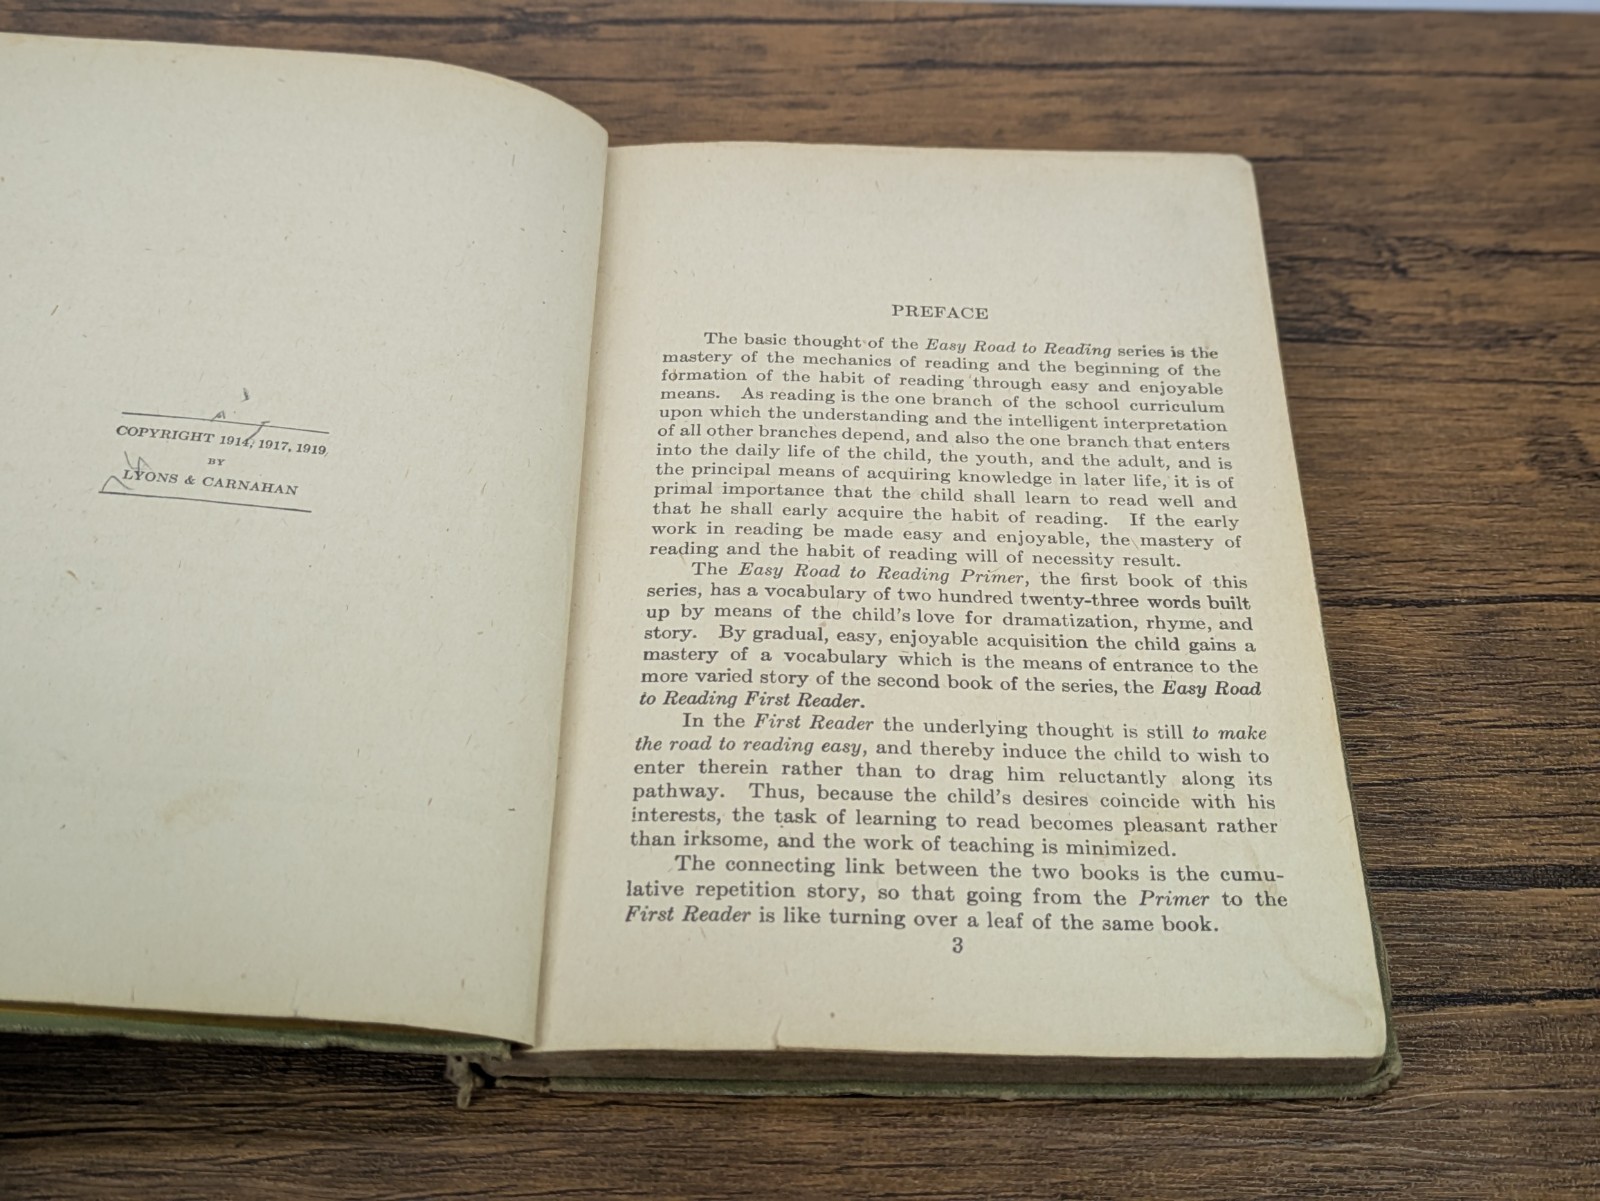 COPYRIGHT 1914, 1917, 1919
BY
LYONS & CARNAHAN
PREFACE
The basic thought of the Easy Road to Reading series is the
mastery of the mechanics of reading and the beginning of the
formation of the habit of reading through easy and enjoyable
means. As reading is the one branch of the school curriculum
upon which the understanding and the intelligent interpretation
of all other branches depend, and also the one branch that enters
into the daily life of the child, the youth, and the adult, and is
the principal means of acquiring knowledge in later life, it is of
primal importance that the child shall learn to read well and
that he shall early acquire the habit of reading. If the early
work in reading be made easy and enjoyable, the mastery of
reading and the habit of reading will of necessity result.
The Easy Road to Reading Primer, the first book of this
series, has a vocabulary of two hundred twenty-three words built
up by means of the child's love for dramatization, rhyme, and
story. By gradual, easy, enjoyable acquisition the child gains a
mastery of a vocabulary which is the means of entrance to the
more varied story of the second book of the series, the Easy Road
to Reading First Reader.
In the First Reader the underlying thought is still to make
the road to reading easy, and thereby induce the child to wish to
enter therein rather than to drag him reluctantly along its
pathway. Thus, because the child's desires coincide with his
interests, the task of learning to read becomes pleasant rather
than irksome, and the work of teaching is minimized.
The connecting link between the two books is the cumu-
lative repetition story, so that going from the Primer to the
First Reader is like turning over a leaf of the same book.
3